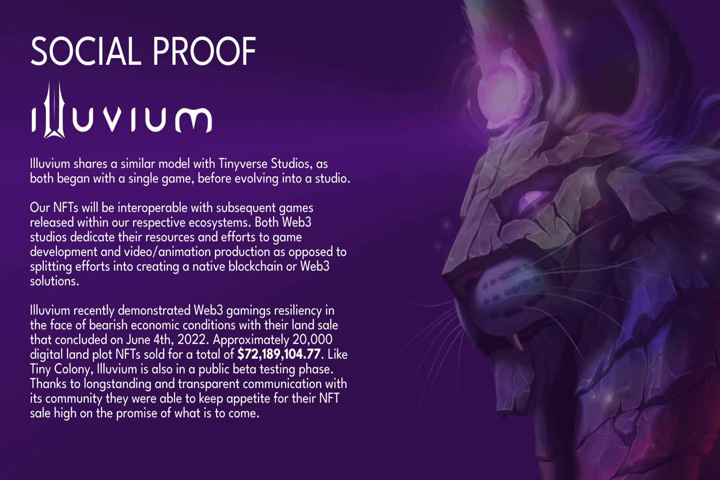 SOCIAL PROOF
illuvium
Illuvium shares a similar model with Tinyverse Studios, as
both began with a single game, before evolving into a studio.
Our NFTs will be interoperable with subsequent games
released within our respective ecosystems. Both Web3
studios dedicate their resources and efforts to game
development and video/animation production as opposed to
splitting efforts into creating a native blockchain or Web3
solutions.
Illuvium recently demonstrated Web3 gamings resiliency in
the face of bearish economic conditions with their land sale
that concluded on June 4th, 2022. Approximately 20,000
digital land plot NFTs sold for a total of $72,189,104.77. Like
Tiny Colony, Illuvium is also in a public beta testing phase.
Thanks to longstanding and transparent communication with
its community they were able to keep appetite for their NFT
sale high on the promise of what is to come.